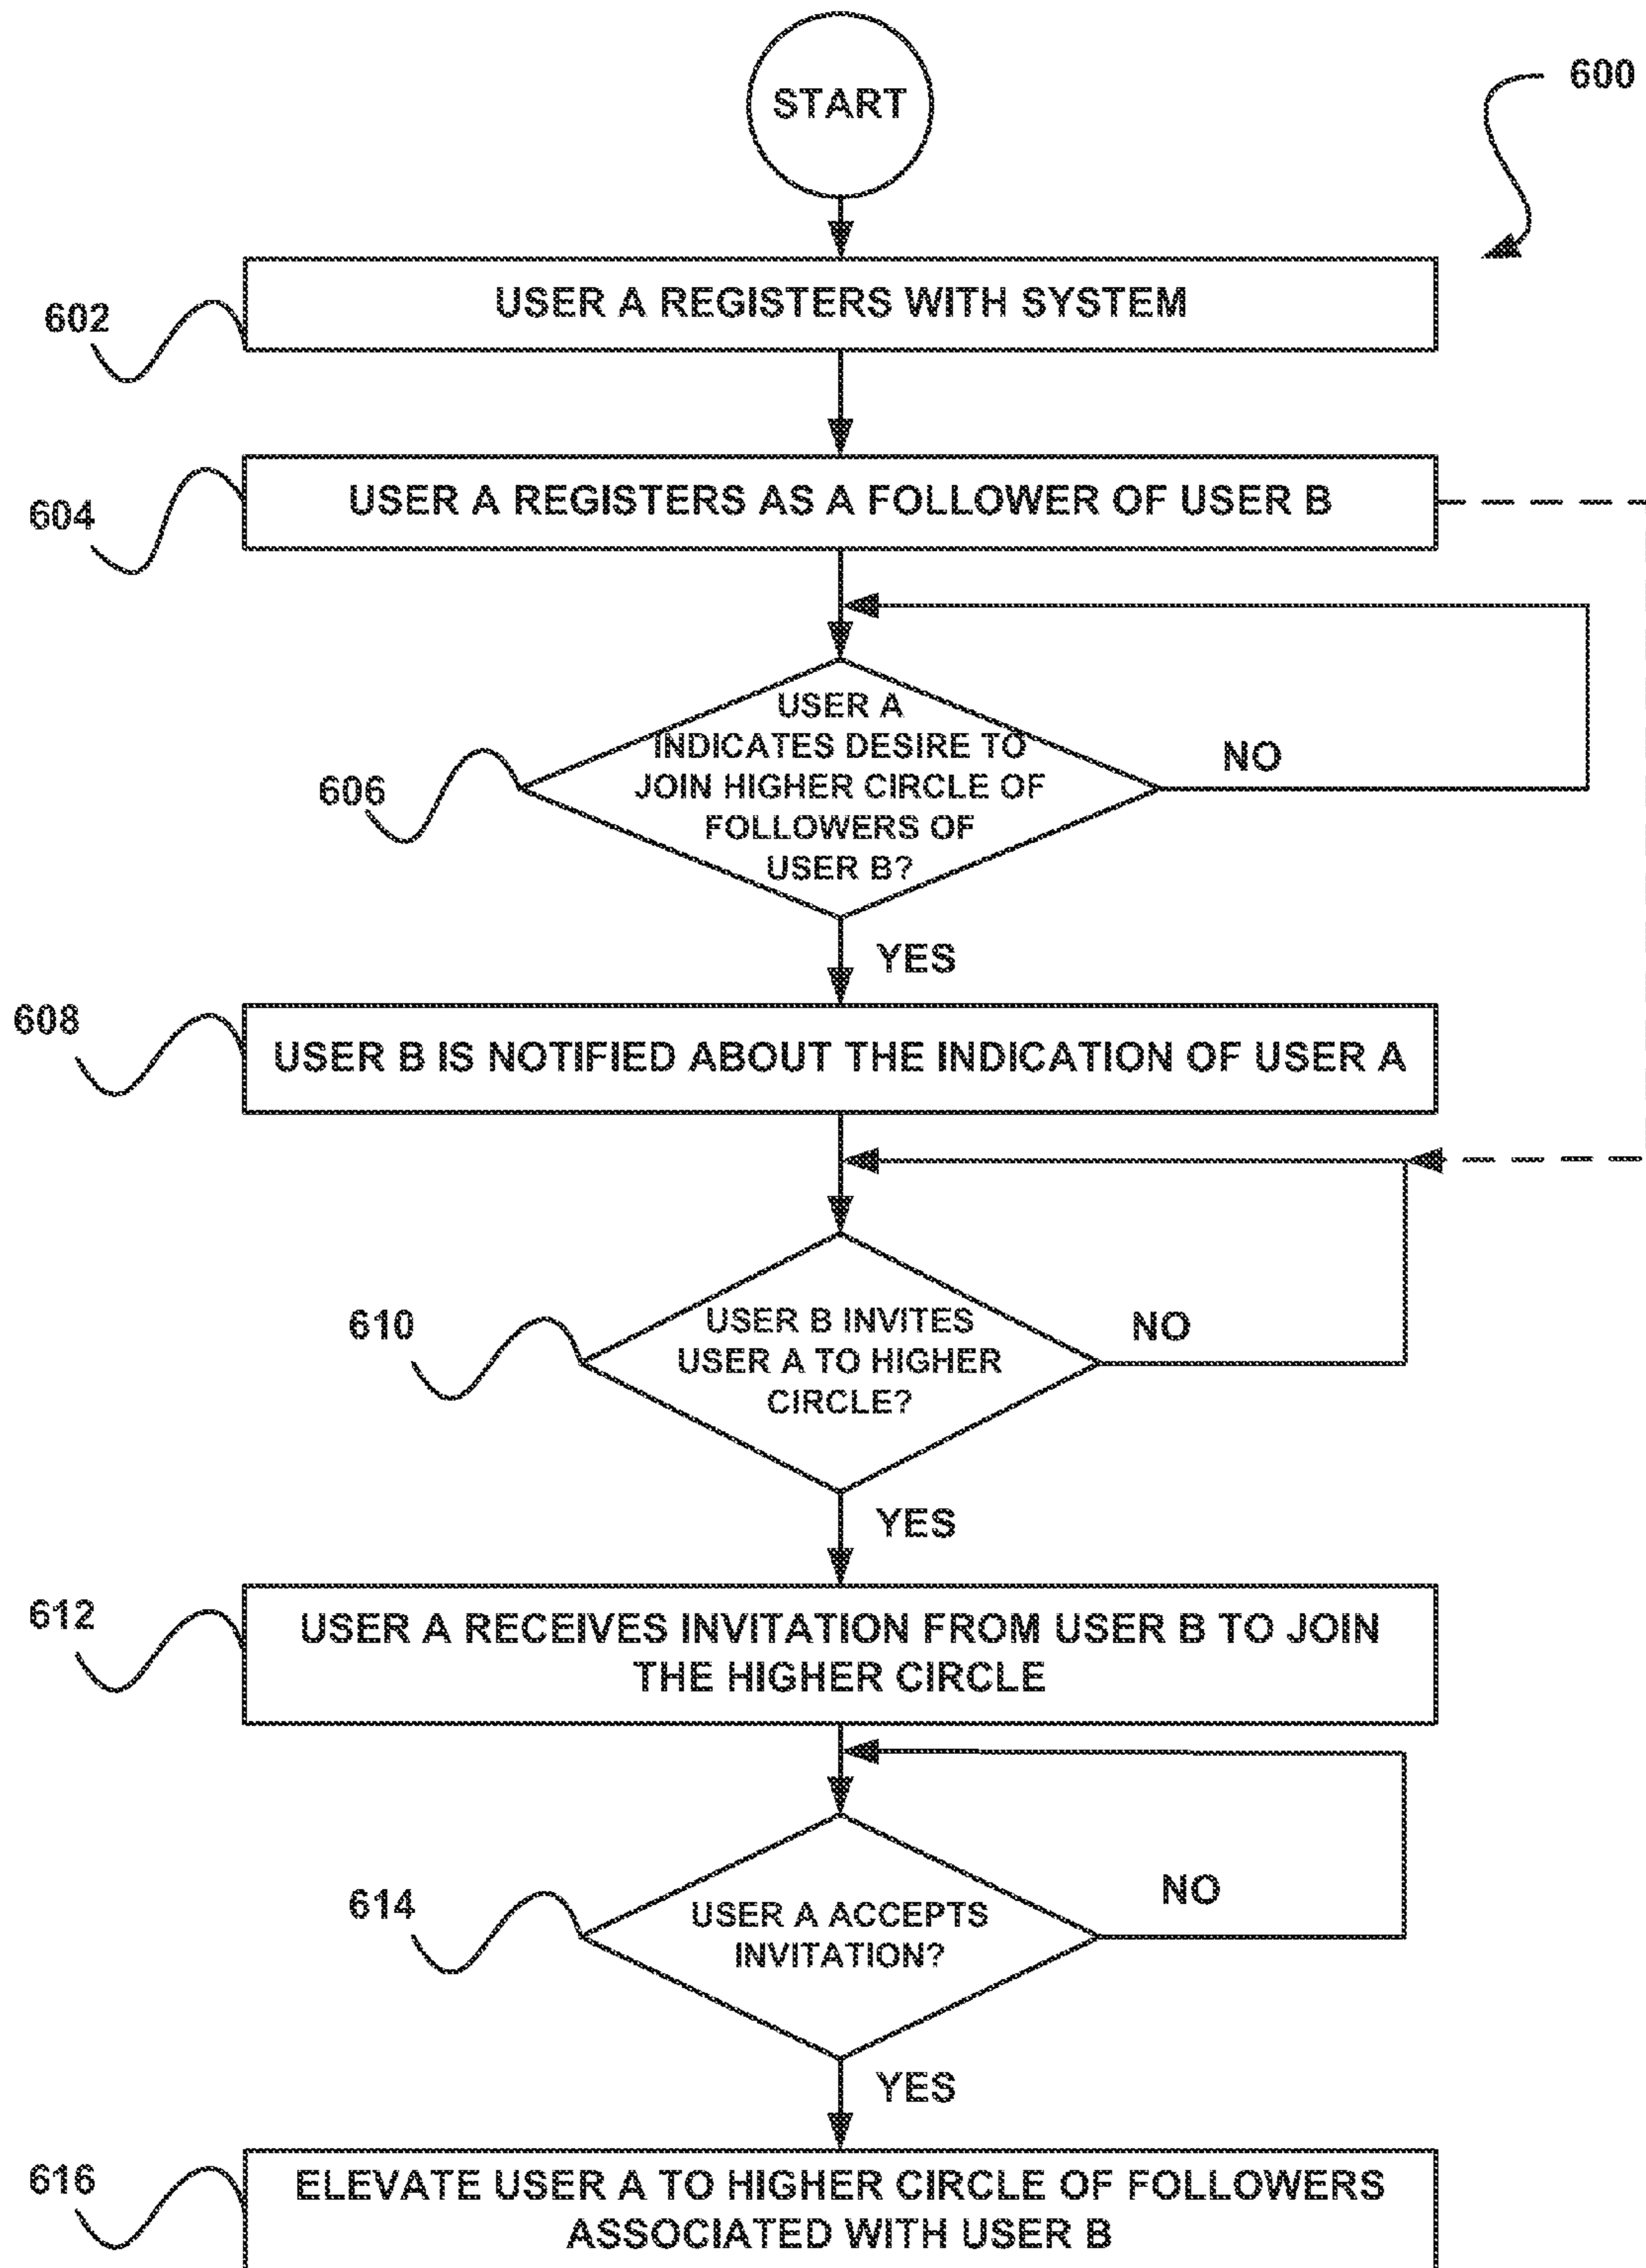 START
600
602
USER A REGISTERS WITH SYSTEM
604
USER A REGISTERS AS A FOLLOWER OF USER B
606
USER A
INDICATES DESIRE TO
JOIN HIGHER CIRCLE OF
FOLLOWERS OF
USER B?
NO
YES
608
USER B IS NOTIFIED ABOUT THE INDICATION OF USER A
610
USER B INVITES
USER A TO HIGHER
CIRCLE?
NO
YES
612
USER A RECEIVES INVITATION FROM USER B TO JOIN
THE HIGHER CIRCLE
614
USER A ACCEPTS
INVITATION?
NO
YES
616
ELEVATE USER A TO HIGHER CIRCLE OF FOLLOWERS
ASSOCIATED WITH USER B